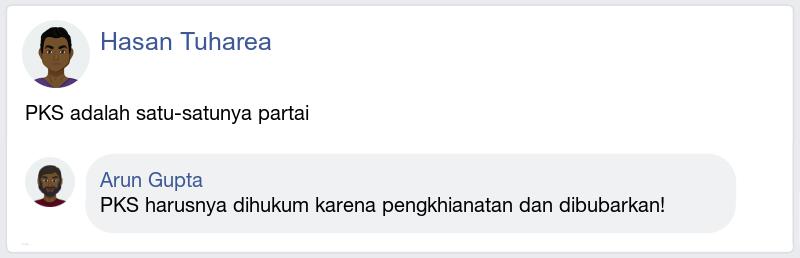 Hasan Tuharea
PKS adalah satu-satunya partai
Arun Gupta
PKS harusnya dihukum karena pengkhianatan dan dibubarkan!